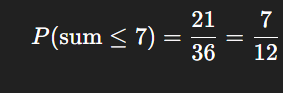 P(sum ≤ 7) = 21/36 = 7/12